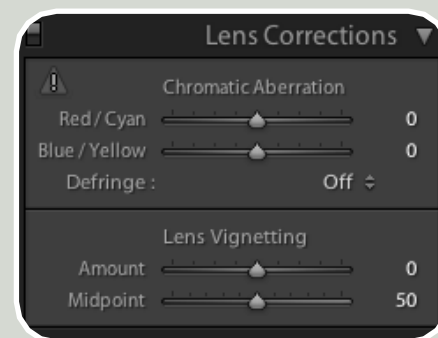 Lens Corrections
Chromatic Aberration
Red / Cyan 0
Blue / Yellow 0
Defringe : Off
Lens Vignetting
Amount 0
Midpoint 50